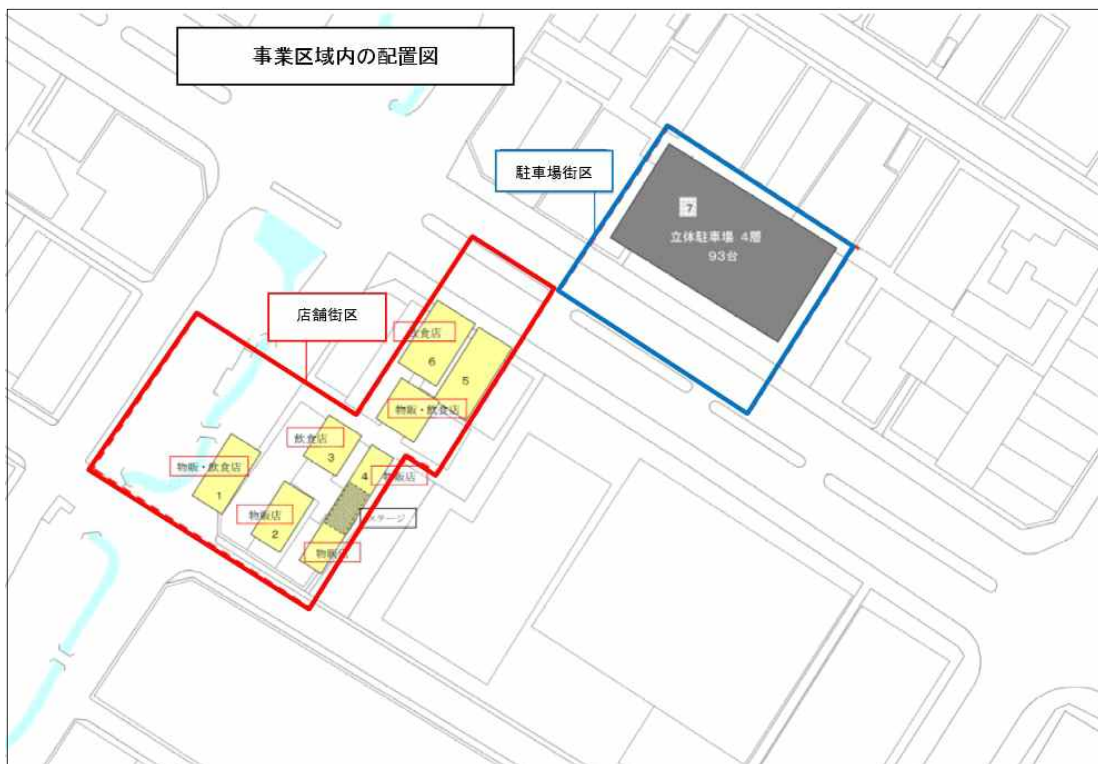 事業区域内の配置図
駐車場街区
7
立体駐車場 4層
93台
店舗街区
飲食店
6
5
物販・飲食店
飲食店
3
4
物販店
物販・飲食店
1
物販店
2
ステージ
物販店